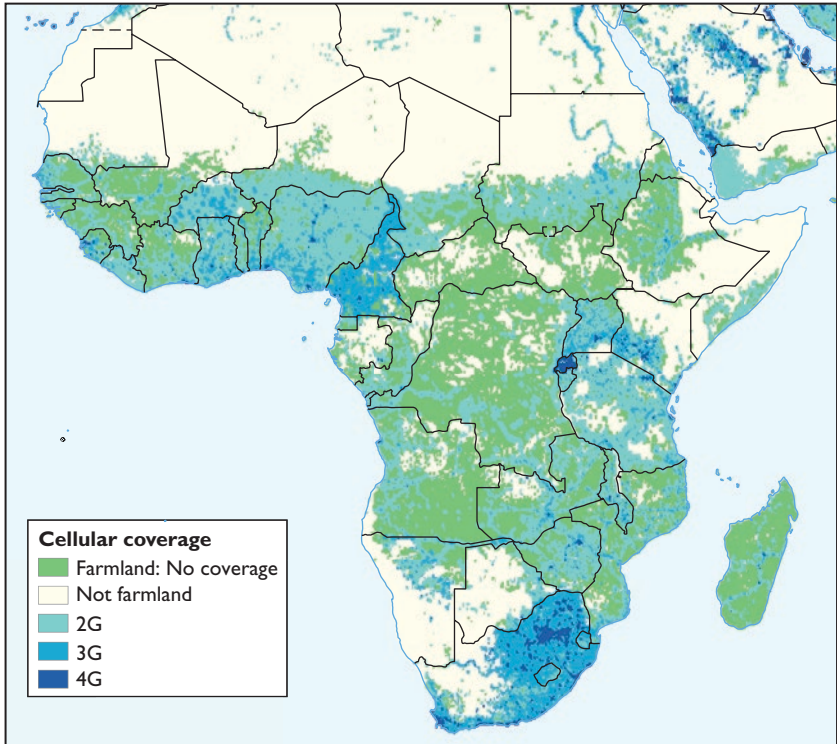 Cellular coverage
Farmland: No coverage
Not farmland
2G
3G
4G